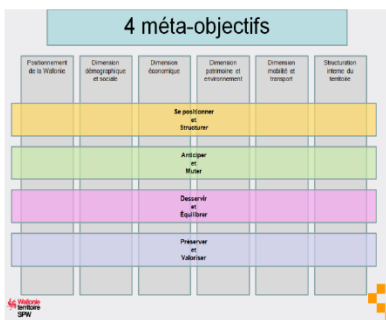 4 méta-objectifs
Positionnement
de la Wallonie
Dimension
démographique
et sociale
Dimension
économique
Dimension
patrimoine et
environnement
Dimension
mobilité et
transport
Structuration
interne du
territoire
Se positionner
et
Structurer
Anticiper
et
Muter
Desservir
et
Équilibrer
Préserver
et
Valoriser
Wallonie
territoire
SPW